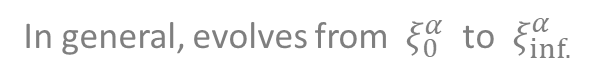 In general, evolves from ξ₀^α to ξ_inf.^α